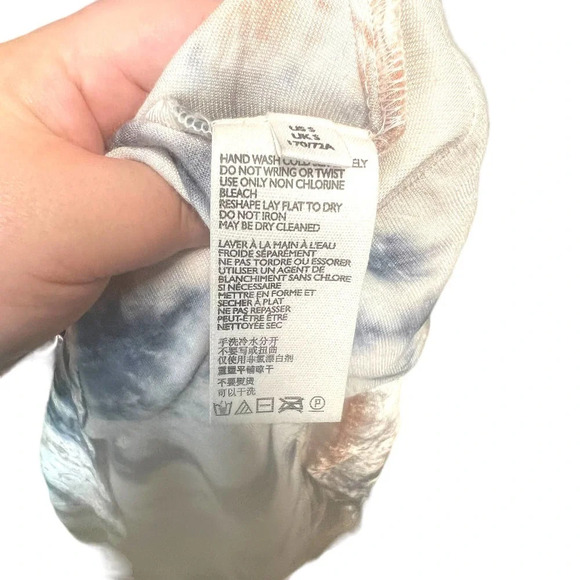 US S
UK S
170/72A
HAND WASH COLD SEPARATELY
DO NOT WRING OR TWIST
USE ONLY NON CHLORINE
BLEACH
RESHAPE LAY FLAT TO DRY
DO NOT IRON
MAY BE DRY CLEANED
LAVER À LA MAIN À L'EAU
FROIDE SÉPARÉMENT
NE PAS TORDRE OU ESSORER
UTILISER UN AGENT DE
BLANCHIMENT SANS CHLORE
SI NÉCESSAIRE
METTRE EN FORME ET
SECHER À PLAT
NE PAS REPASSER
PEUT-ÊTRE ÊTRE
NETTOYÉE SEC
手洗冷水分开
不要写或扭曲
仅使用非氯漂白剂
重塑平铺晾干
不要熨烫
可以干洗
P